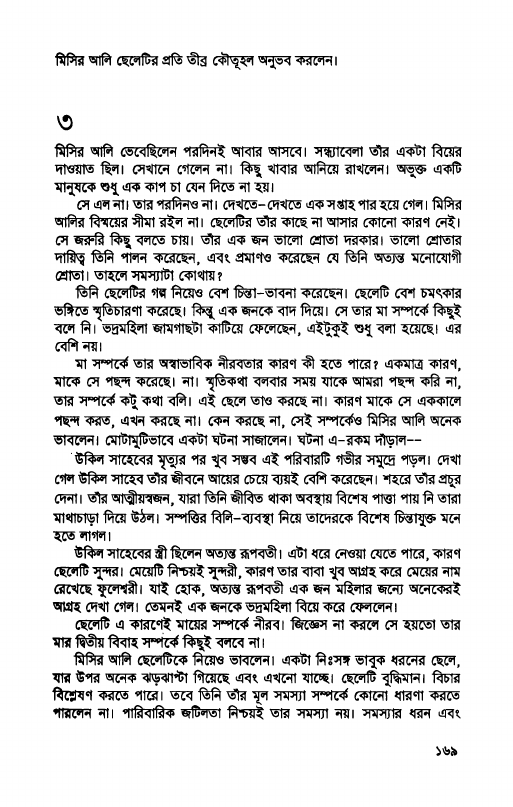 মিসির আলি ছেলেটির প্রতি তীব্র কৌতূহল অনুভব করলেন।
৩
মিসির আলি ভেবেছিলেন পরদিনই আবার আসবে। সন্ধ্যাবেলা তাঁর একটা বিয়ের
দাওয়াত ছিল। সেখানে গেলেন না। কিছু খাবার আনিয়ে রাখলেন। অভুক্ত একটি
মানুষকে শুধু এক কাপ চা যেন দিতে না হয়।
সে এল না। তার পরদিনও না। দেখতে-দেখতে এক সপ্তাহ পার হয়ে গেল। মিসির
আলির বিস্ময়ের সীমা রইল না। ছেলেটির তাঁর কাছে না আসার কোনো কারণ নেই।
সে জরুরি কিছু বলতে চায়। তাঁর এক জন ভালো শ্রোতা দরকার। ভালো শ্রোতার
দায়িত্ব তিনি পালন করেছেন, এবং প্রমাণও করেছেন যে তিনি অত্যন্ত মনোযোগী
শ্রোতা। তাহলে সমস্যাটা কোথায়?
তিনি ছেলেটির গল্প নিয়েও বেশ চিন্তা-ভাবনা করেছেন। ছেলেটি বেশ চমৎকার
ভঙ্গিতে স্মৃতিচারণা করেছে। কিন্তু এক জনকে বাদ দিয়ে। সে তার মা সম্পর্কে কিছুই
বলে নি। ভদ্রমহিলা জামগাছটা কাটিয়ে ফেলেছেন, এইটুকুই শুধু বলা হয়েছে। এর
বেশি নয়।
মা সম্পর্কে তার অস্বাভাবিক নীরবতার কারণ কী হতে পারে? একমাত্র কারণ,
মাকে সে পছন্দ করেছে। না। স্মৃতিকথা বলবার সময় যাকে আমরা পছন্দ করি না,
তার সম্পর্কে কটু কথা বলি। এই ছেলে তাও করছে না। কারণ মাকে সে এককালে
পছন্দ করত, এখন করছে না। কেন করছে না, সেই সম্পর্কেও মিসির আলি অনেক
ভাবলেন। মোটামুটিভাবে একটা ঘটনা সাজালেন। ঘটনা এ-রকম দাঁড়াল--
উকিল সাহেবের মৃত্যুর পর খুব সম্ভব এই পরিবারটি গভীর সমুদ্রে পড়ল। দেখা
গেল উকিল সাহেব তাঁর জীবনে আয়ের চেয়ে ব্যয়ই বেশি করেছেন। শহরে তাঁর প্রচুর
দেনা। তাঁর আত্মীয়স্বজন, যারা তিনি জীবিত থাকা অবস্থায় বিশেষ পাত্তা পায় নি তারা
মাথাচাড়া দিয়ে উঠল। সম্পত্তির বিলি-ব্যবস্থা নিয়ে তাদেরকে বিশেষ চিন্তাযুক্ত মনে
হতে লাগল।
উকিল সাহেবের স্ত্রী ছিলেন অত্যন্ত রূপবতী। এটা ধরে নেওয়া যেতে পারে, কারণ
ছেলেটি সুন্দর। মেয়েটি নিশ্চয়ই সুন্দরী, কারণ তার বাবা খুব আগ্রহ করে মেয়ের নাম
রেখেছে ফুলেশ্বরী। যাই হোক, অত্যন্ত রূপবতী এক জন মহিলার জন্যে অনেকেরই
আগ্রহ দেখা গেল। তেমনই এক জনকে ভদ্রমহিলা বিয়ে করে ফেললেন।
ছেলেটি এ কারণেই মায়ের সম্পর্কে নীরব। জিজ্ঞেস না করলে সে হয়তো তার
মার দ্বিতীয় বিবাহ সম্পর্কে কিছুই বলবে না।
মিসির আলি ছেলেটিকে নিয়েও ভাবলেন। একটা নিঃসঙ্গ ভাবুক ধরনের ছেলে,
যার উপর অনেক ঝড়ঝাপ্টা গিয়েছে এবং এখনো যাচ্ছে। ছেলেটি বুদ্ধিমান। বিচার
বিশ্লেষণ করতে পারে। তবে তিনি তাঁর মূল সমস্যা সম্পর্কে কোনো ধারণা করতে
পারলেন না। পারিবারিক জটিলতা নিশ্চয়ই তার সমস্যা নয়। সমস্যার ধরন এবং
১৬৯